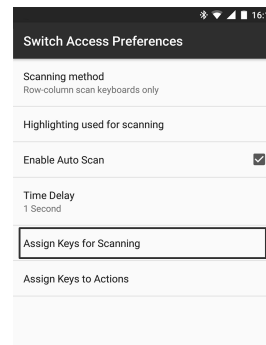 16:
Switch Access Preferences
Scanning method
Row-column scan keyboards only
Highlighting used for scanning
Enable Auto Scan
Time Delay
1 Second
Assign Keys for Scanning
Assign Keys to Actions